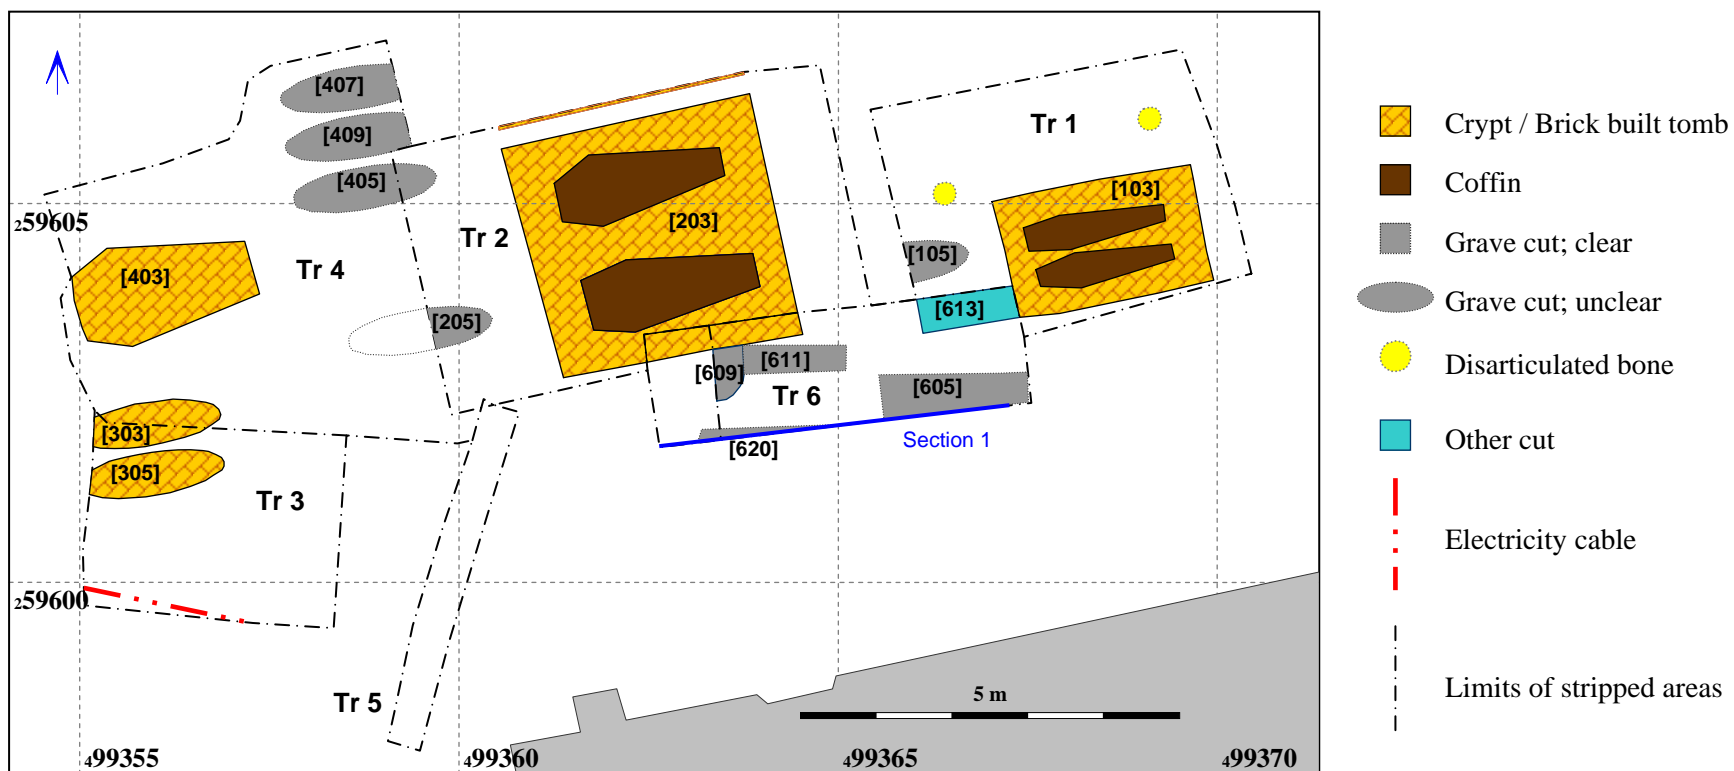 [407]
[409]
[405]
Tr 1
[103]
259605
Tr 2
[203]
[105]
Tr 4
[403]
[205]
[613]
[609]
[611]
Tr 6
[605]
Section 1
[620]
[303]
[305]
Tr 3
259600
Tr 5
5 m
499355
499360
499365
499370
Crypt / Brick built tomb
Coffin
Grave cut; clear
Grave cut; unclear
Disarticulated bone
Other cut
Electricity cable
Limits of stripped areas